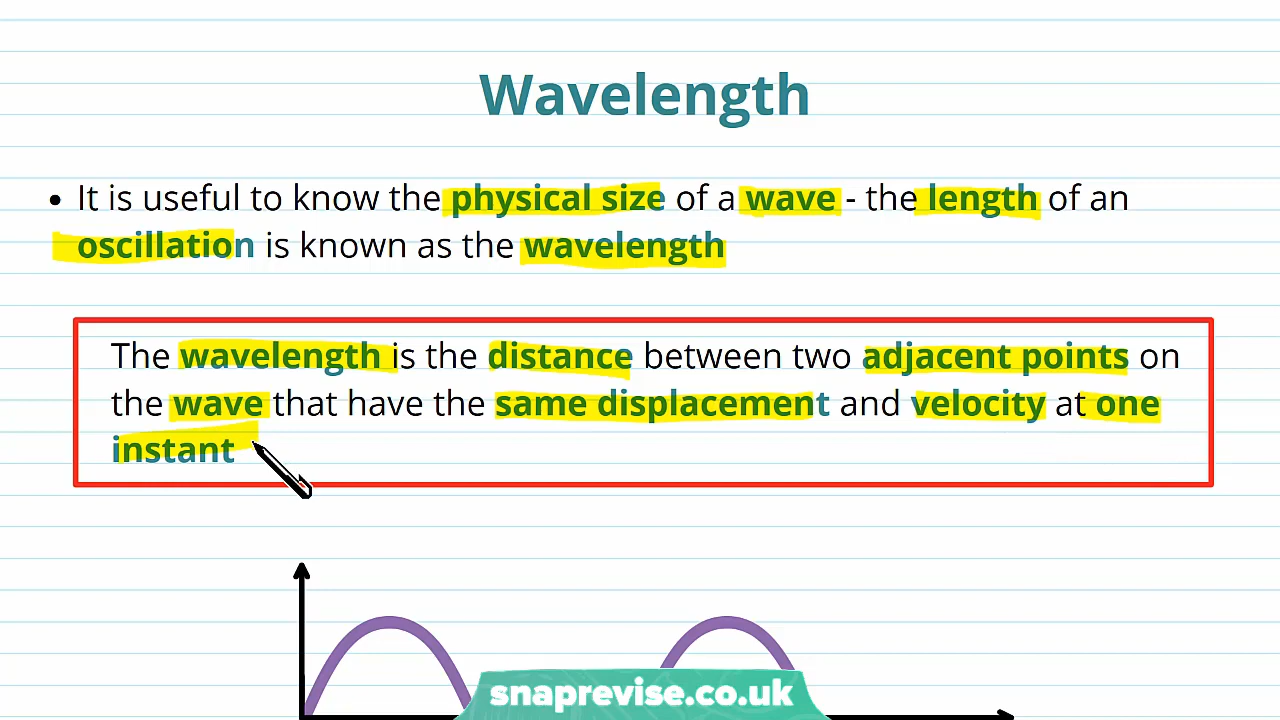 Wavelength
• It is useful to know the physical size of a wave - the length of an
oscillation is known as the wavelength
The wavelength is the distance between two adjacent points on
the wave that have the same displacement and velocity at one
instant
snaprevise.co.uk